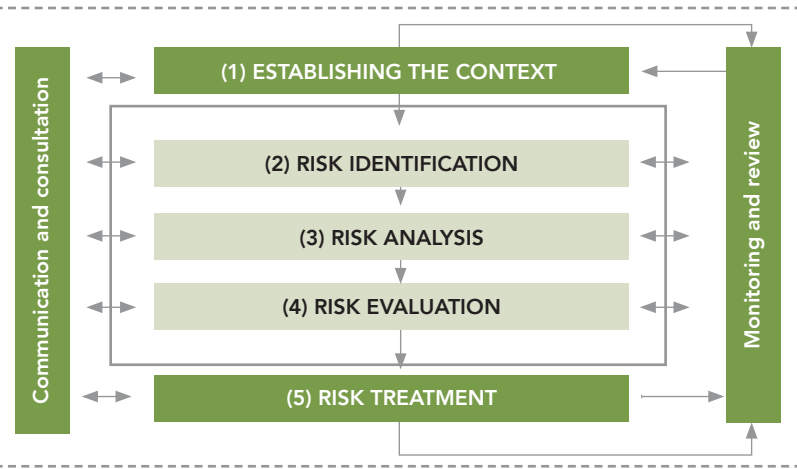 (1) ESTABLISHING THE CONTEXT
Communication and consultation
(2) RISK IDENTIFICATION
(3) RISK ANALYSIS
(4) RISK EVALUATION
(5) RISK TREATMENT
Monitoring and review